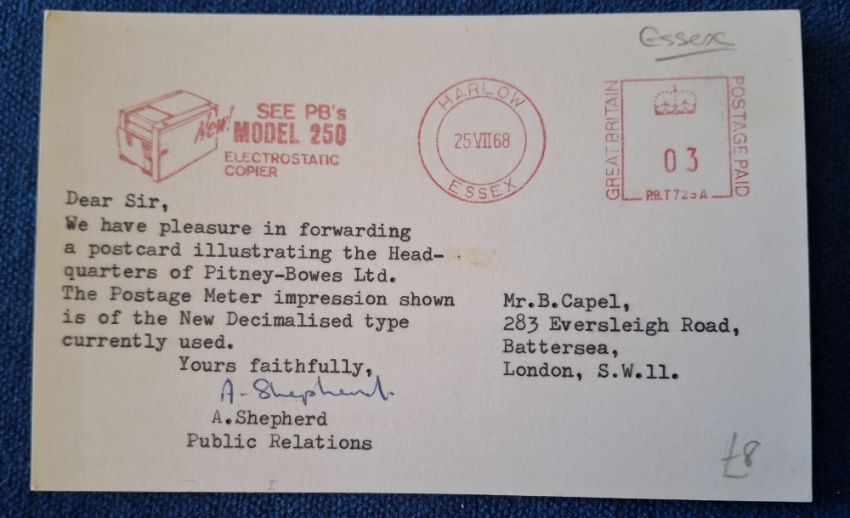 Essex
New! SEE PB's
MODEL 250
ELECTROSTATIC
COPIER
HARLOW
25 VII 68
ESSEX
GREAT BRITAIN
03
POSTAGE PAID
Dear Sir,
We have pleasure in forwarding
a postcard illustrating the Head-
quarters of Pitney-Bowes Ltd.
The Postage Meter impression shown
is of the New Decimalised type
currently used.
Yours faithfully,
A. Shepherd.
A.Shepherd
Public Relations
Mr.B.Capel,
283 Eversleigh Road,
Battersea,
London, S.W.11.
£8